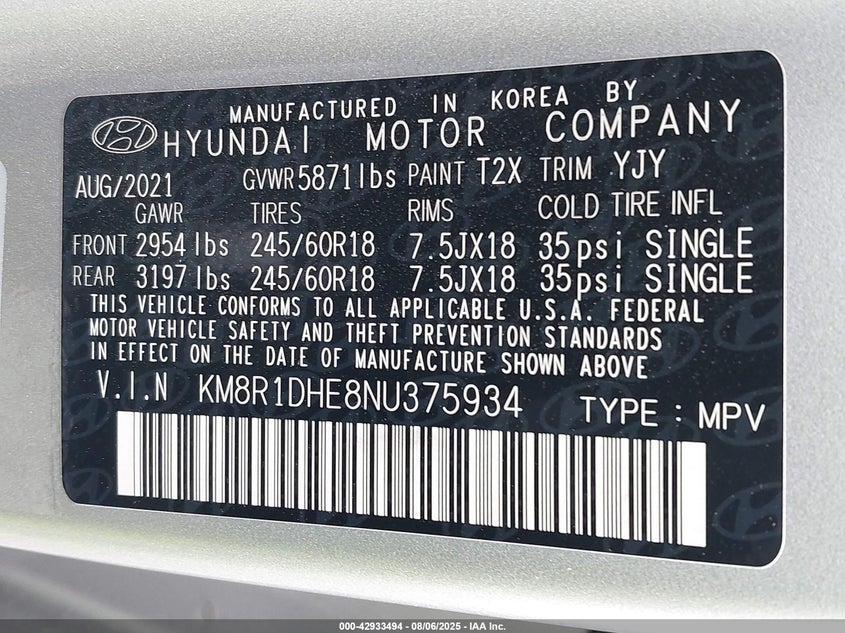 MANUFACTURED IN KOREA BY
HYUNDAI MOTOR COMPANY
AUG/2021 GVWR 5871lbs PAINT T2X TRIM YJY
GAWR TIRES RIMS COLD TIRE INFL
FRONT 2954 lbs 245/60R18 7.5JX18 35psi SINGLE
REAR 3197 lbs 245/60R18 7.5JX18 35psi SINGLE
THIS VEHICLE CONFORMS TO ALL APPLICABLE U.S.A. FEDERAL
MOTOR VEHICLE SAFETY AND THEFT PREVENTION STANDARDS
IN EFFECT ON THE DATE OF MANUFACTURE SHOWN ABOVE
V.I.N KM8R1DHE8NU375934 TYPE : MPV
000-42933494 - 08/06/2025 - IAA Inc.